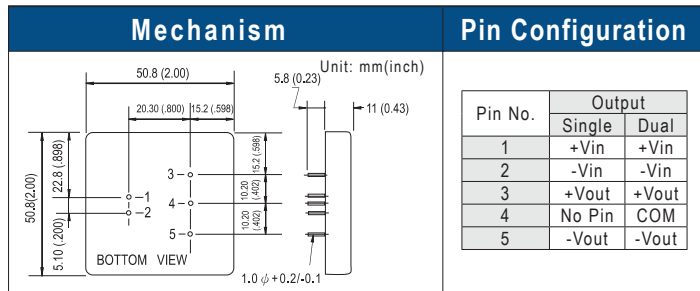 Mechanism
Pin Configuration
Unit: mm(inch)
50.8 (2.00)
5.8 (0.23)
20.30 (.800)
15.2 (.598)
11 (0.43)
50.8(2.00)
22.8 (.898)
5.10 (.200)
15.2 (.598)
10.20
(.402)
10.20
(.402)
1
2
3
4
5
BOTTOM VIEW
1.0 ϕ +0.2/-0.1
Pin No. Output
Single Dual
1 +Vin +Vin
2 -Vin -Vin
3 +Vout +Vout
4 No Pin COM
5 -Vout -Vout